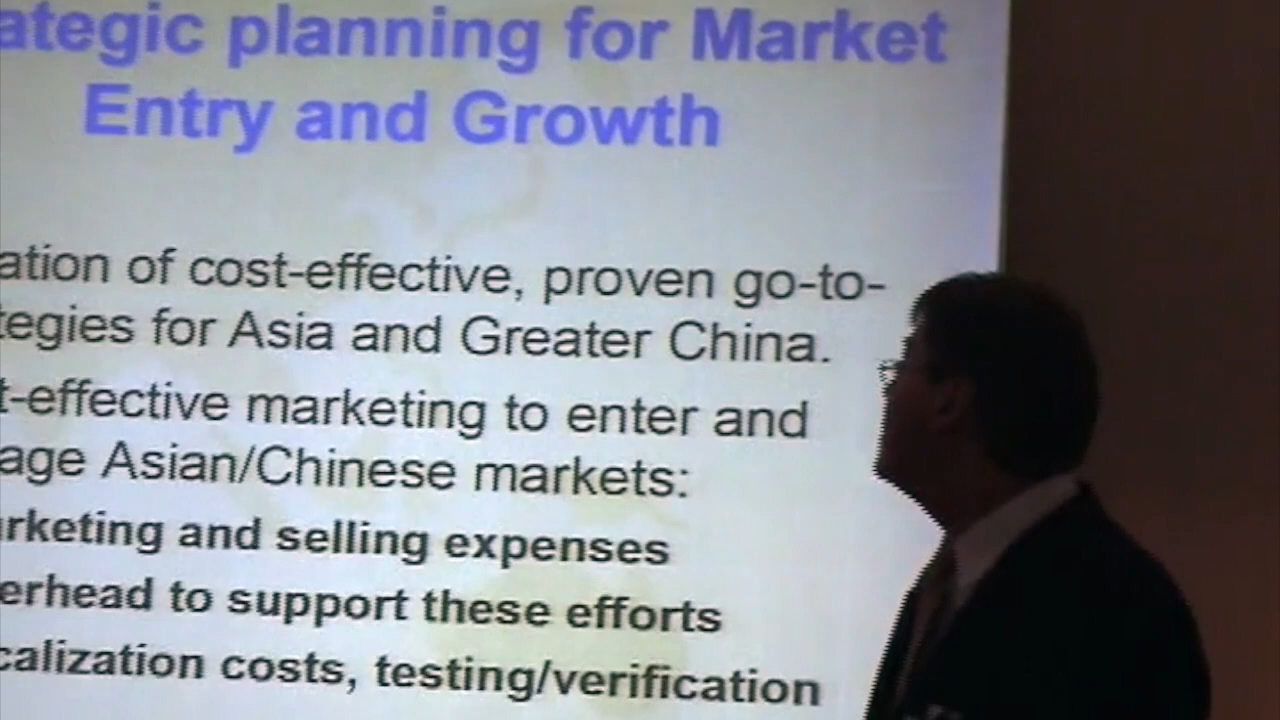 ategic planning for Market
Entry and Growth
ation of cost-effective, proven go-to-
tegies for Asia and Greater China.
t-effective marketing to enter and
age Asian/Chinese markets:
rketing and selling expenses
erhead to support these efforts
calization costs, testing/verification